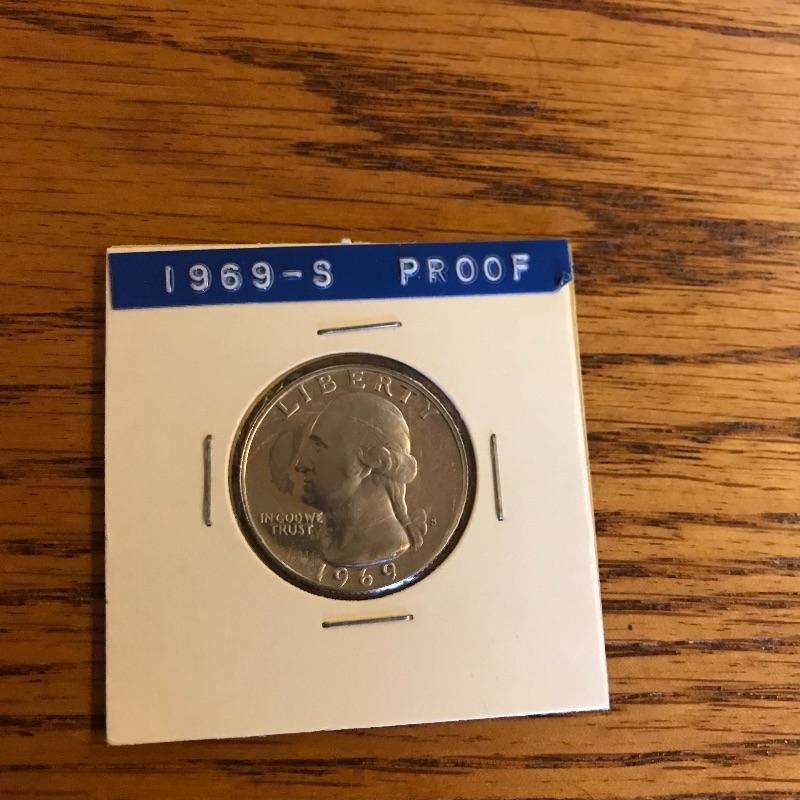 1969-S PROOF
LIBERTY
IN GOD WE
TRUST
S
1969